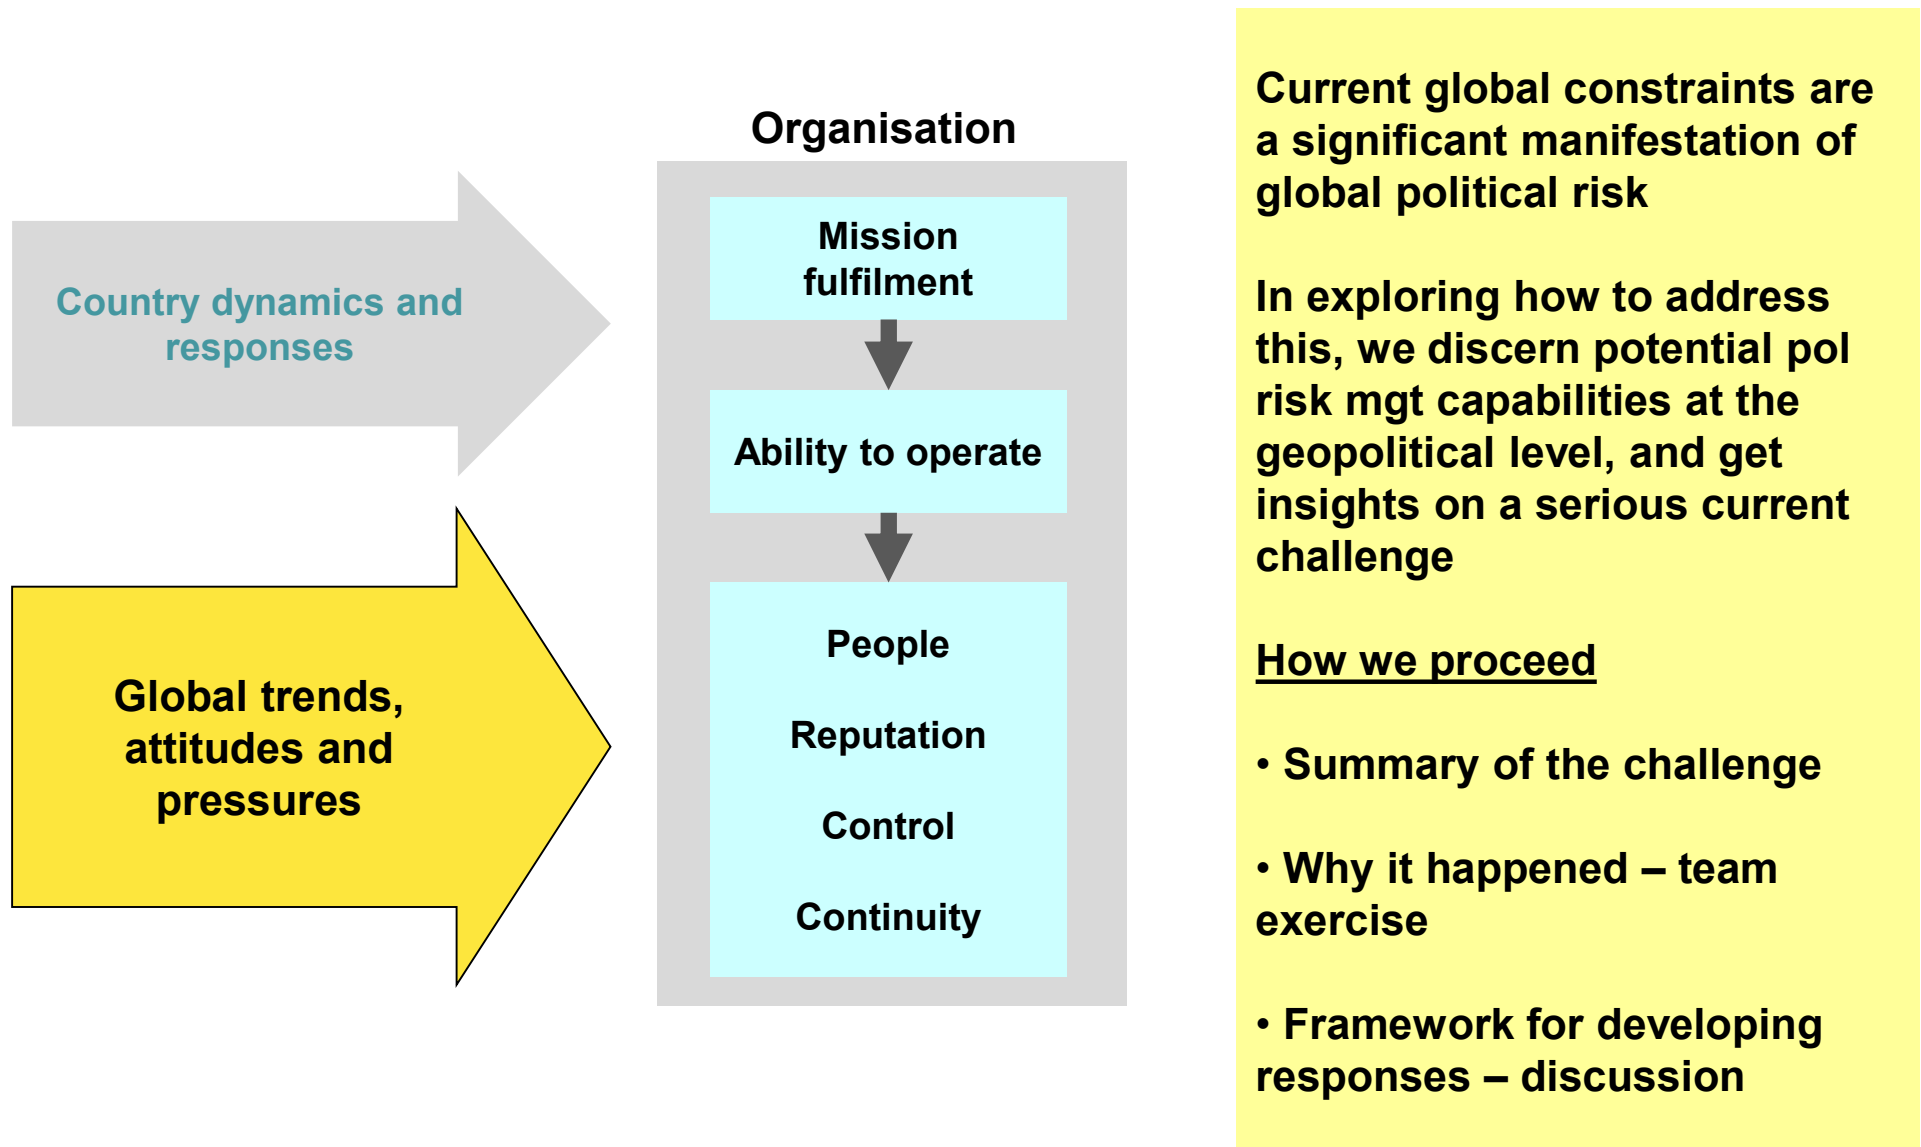 Country dynamics and
responses
Global trends,
attitudes and
pressures
Organisation
Mission
fulfilment
Ability to operate
People
Reputation
Control
Continuity
Current global constraints are
a significant manifestation of
global political risk
In exploring how to address
this, we discern potential pol
risk mgt capabilities at the
geopolitical level, and get
insights on a serious current
challenge
How we proceed
• Summary of the challenge
• Why it happened – team
exercise
• Framework for developing
responses – discussion